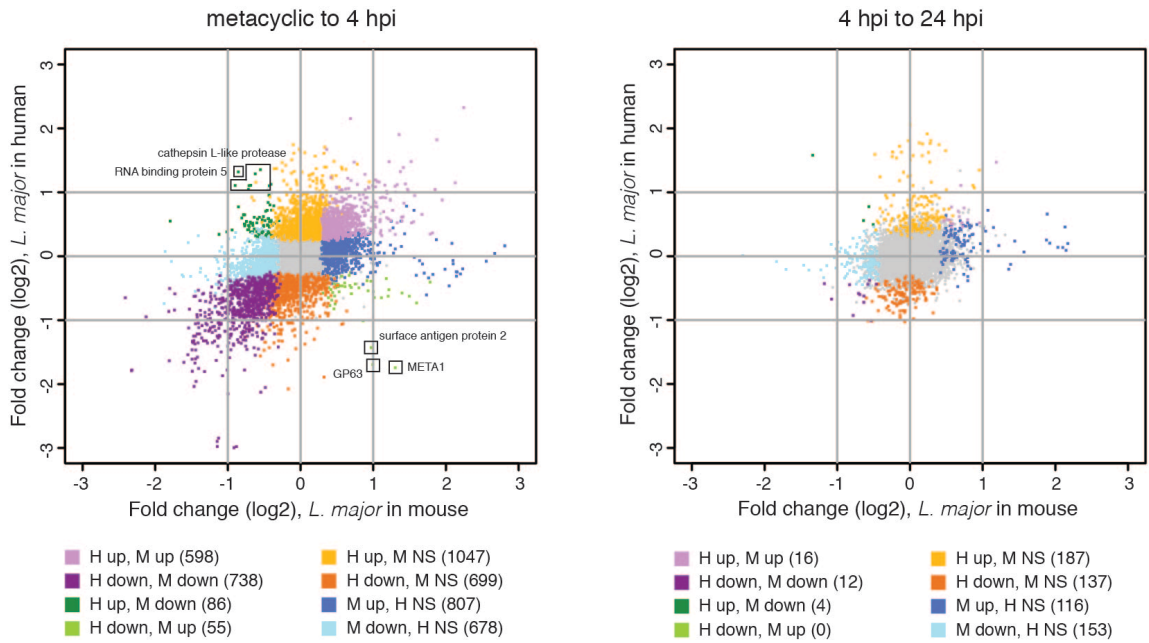 metacyclic to 4 hpi
Fold change (log2), L. major in human
3
2
1
0
-1
-2
-3
cathepsin L-like protease
RNA binding protein 5
surface antigen protein 2
GP63
META1
-3
-2
-1
0
1
2
3
Fold change (log2), L. major in mouse
H up, M up (598)
H down, M down (738)
H up, M down (86)
H down, M up (55)
H up, M NS (1047)
H down, M NS (699)
M up, H NS (807)
M down, H NS (678)
4 hpi to 24 hpi
Fold change (log2), L. major in human
3
2
1
0
-1
-2
-3
-3
-2
-1
0
1
2
3
Fold change (log2), L. major in mouse
H up, M up (16)
H down, M down (12)
H up, M down (4)
H down, M up (0)
H up, M NS (187)
H down, M NS (137)
M up, H NS (116)
M down, H NS (153)